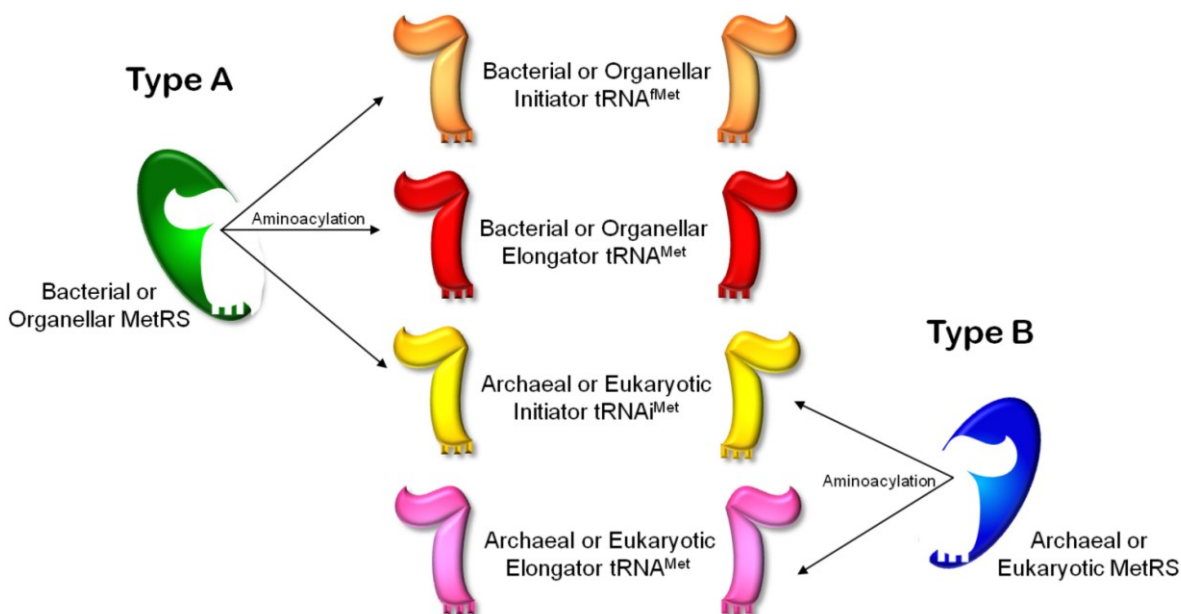 Type A
Bacterial or Organellar
Initiator tRNAfMet
Aminoacylation
Bacterial or Organellar
Elongator tRNAMet
Bacterial or
Organellar MetRS
Type B
Archaeal or Eukaryotic
Initiator tRNAiMet
Aminoacylation
Archaeal or Eukaryotic
Elongator tRNAMet
Archaeal or
Eukaryotic MetRS